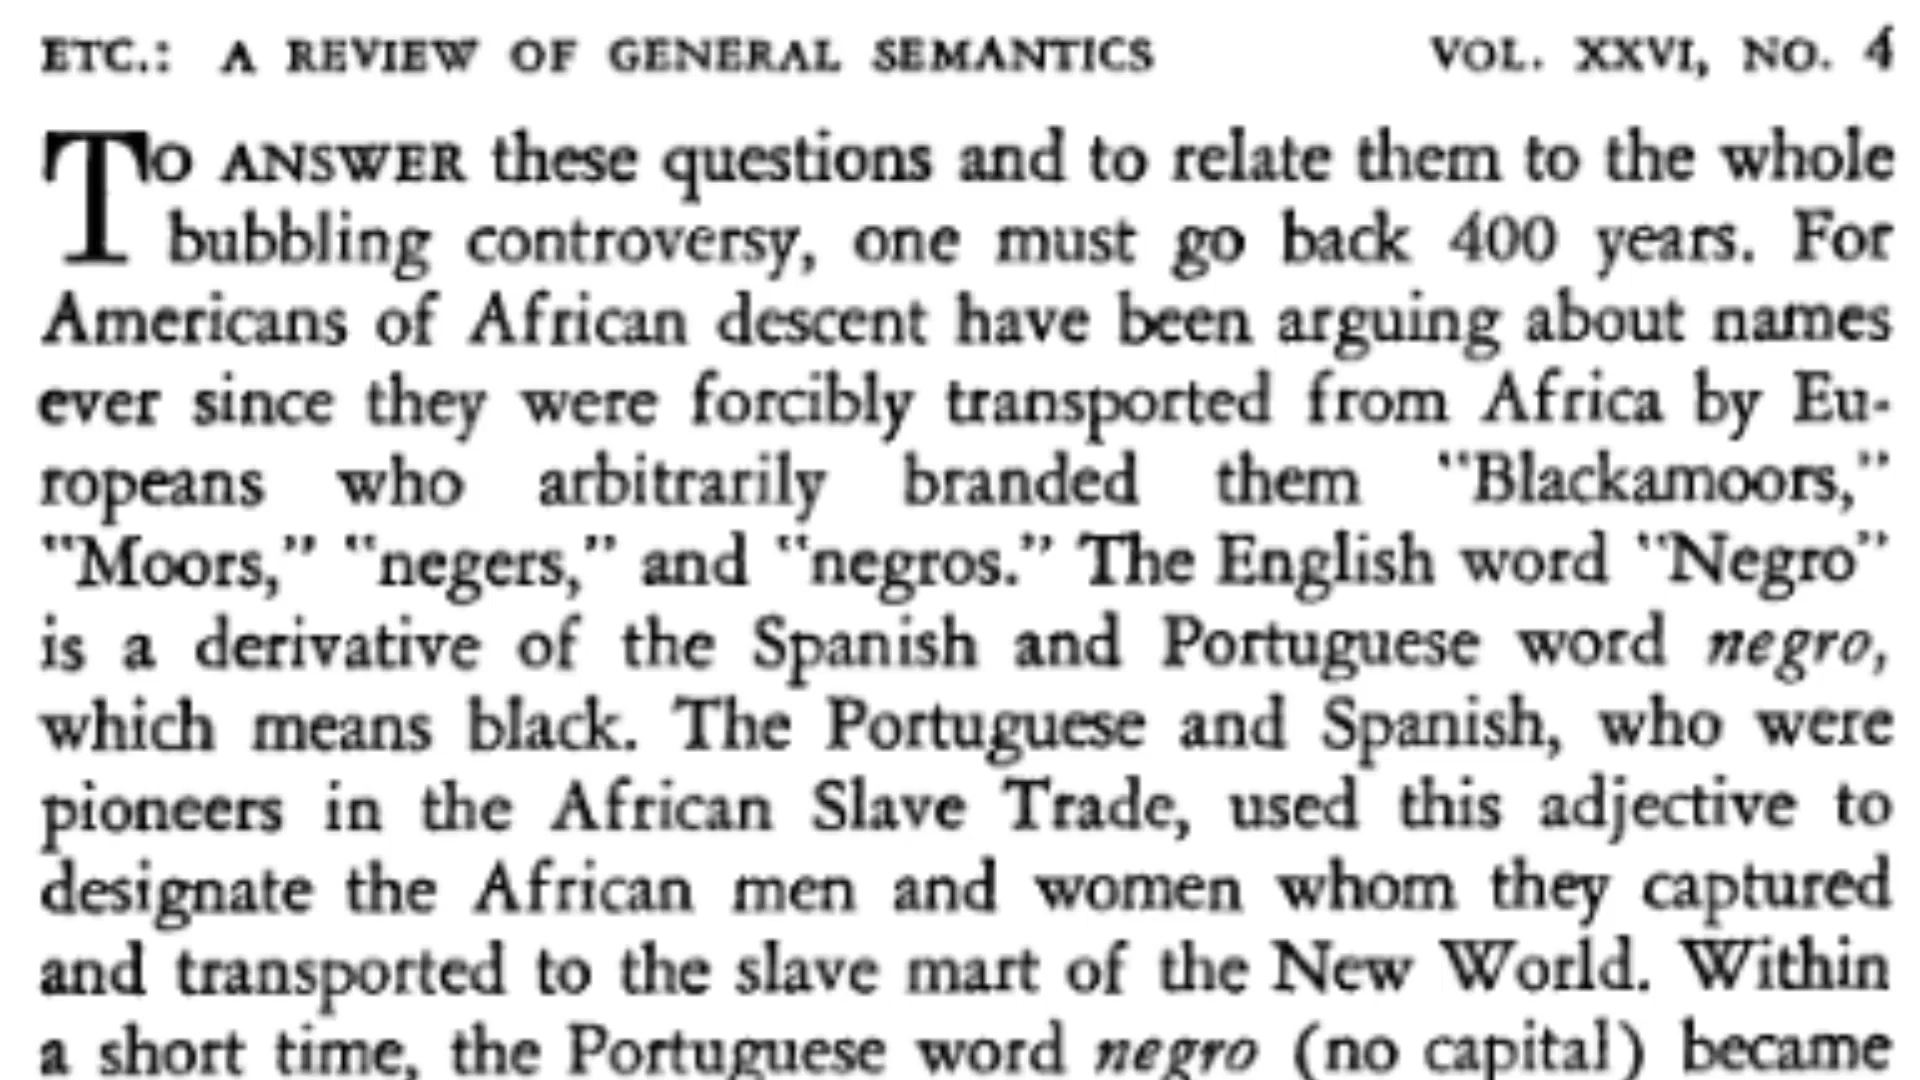 ETC.: A REVIEW OF GENERAL SEMANTICS VOL. XXVI, NO. 4
TO ANSWER these questions and to relate them to the whole
bubbling controversy, one must go back 400 years. For
Americans of African descent have been arguing about names
ever since they were forcibly transported from Africa by Eu-
ropeans who arbitrarily branded them "Blackamoors,"
"Moors," "negers," and "negros." The English word "Negro"
is a derivative of the Spanish and Portuguese word negro,
which means black. The Portuguese and Spanish, who were
pioneers in the African Slave Trade, used this adjective to
designate the African men and women whom they captured
and transported to the slave mart of the New World. Within
a short time, the Portuguese word negro (no capital) became